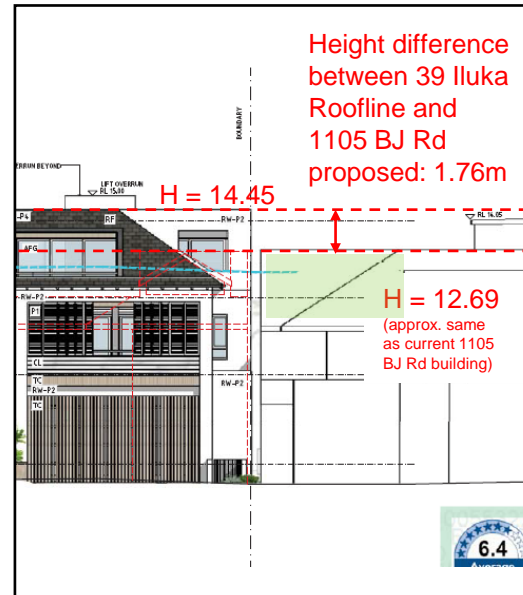 Height difference
between 39 Iluka
Roofline and
1105 BJ Rd
proposed: 1.76m
BOUNDARY
ERRUN BEYOND
LIFT OVERRUN
RL 15.00
H = 14.45
RL 14.05
RF
RW-P2
AFG
H = 12.69
(approx. same
as current 1105
BJ Rd building)
RW-P2
P1
RW-P2
CL
TC
RW-P2
RW-P2
TC
6.4
Average